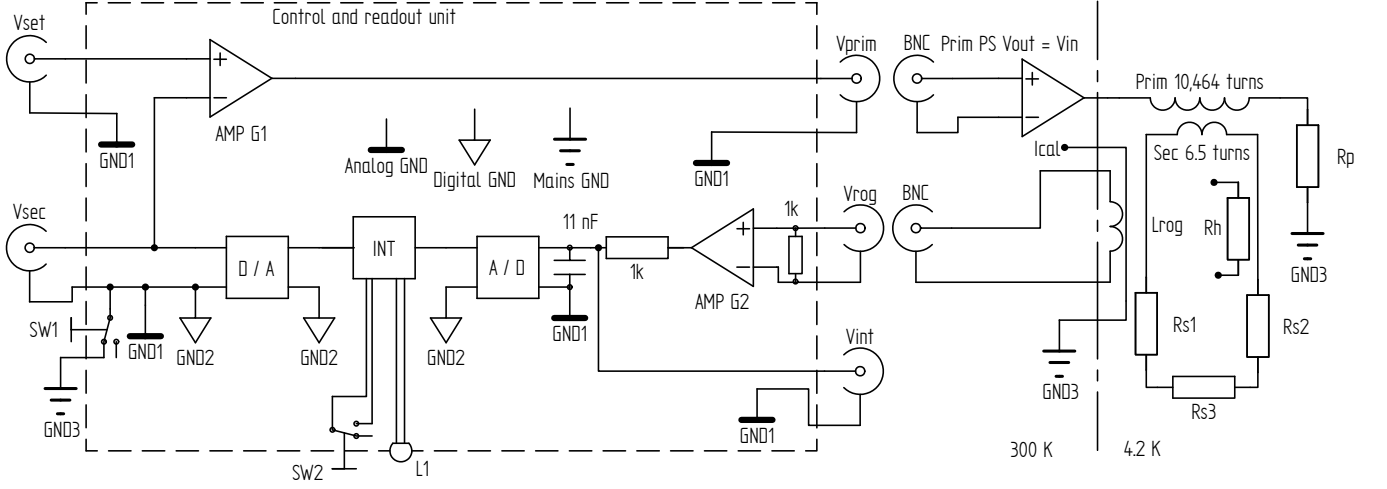 Control and readout unit
Vset
Vprim
BNC
Prim PS Vout = Vin
Prim 10,464 turns
AMP G1
GND1
Analog GND
Digital GND
Mains GND
GND1
Ical
Sec 6.5 turns
Rp
Vsec
11 nF
1k
Vrog
BNC
Lrog
Rh
D / A
INT
A / D
1k
AMP G2
GND3
SW1
GND1
GND2
GND2
GND2
GND1
Vint
Rs1
Rs2
GND3
GND3
Rs3
GND1
SW2
L1
300 K
4.2 K